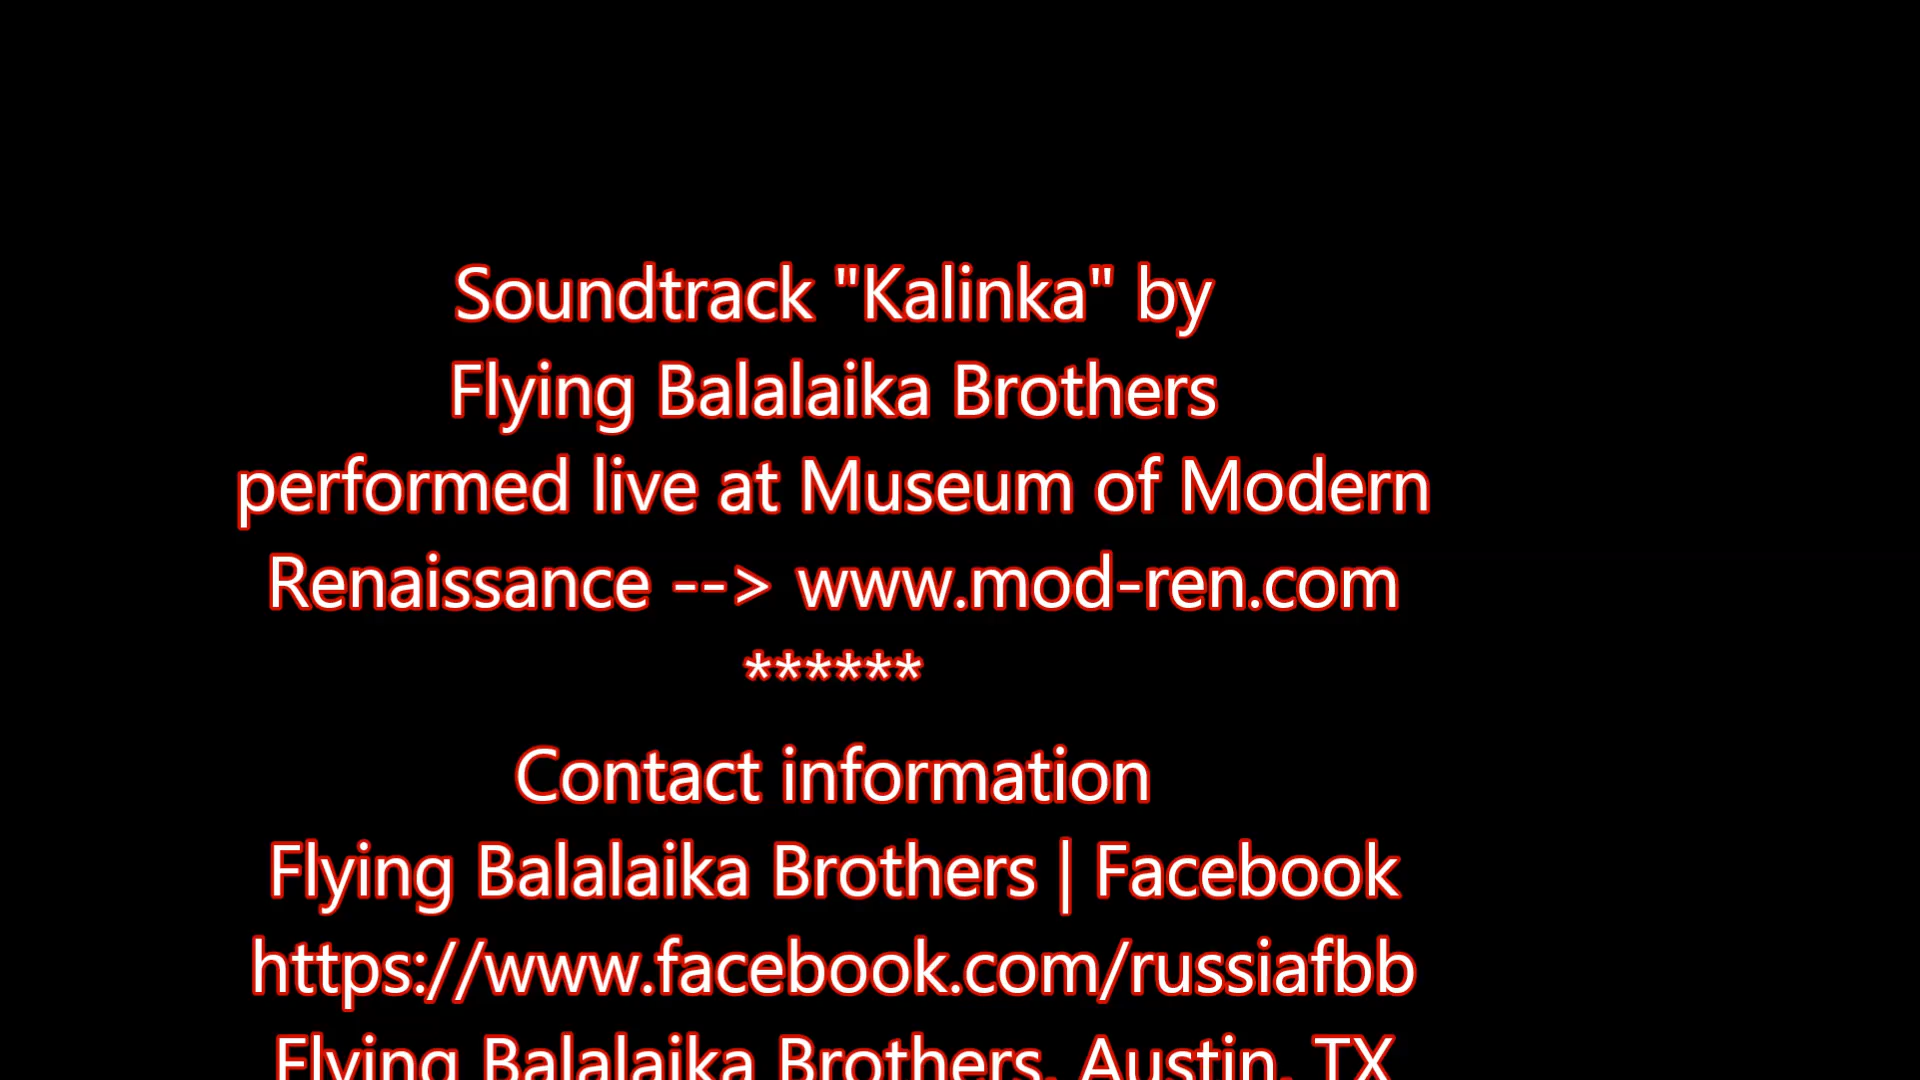 Soundtrack "Kalinka" by
Flying Balalaika Brothers
performed live at Museum of Modern
Renaissance --> www.mod-ren.com
******
Contact information
Flying Balalaika Brothers | Facebook
https://www.facebook.com/russiafbb
Flying Balalaika Brothers, Austin, TX